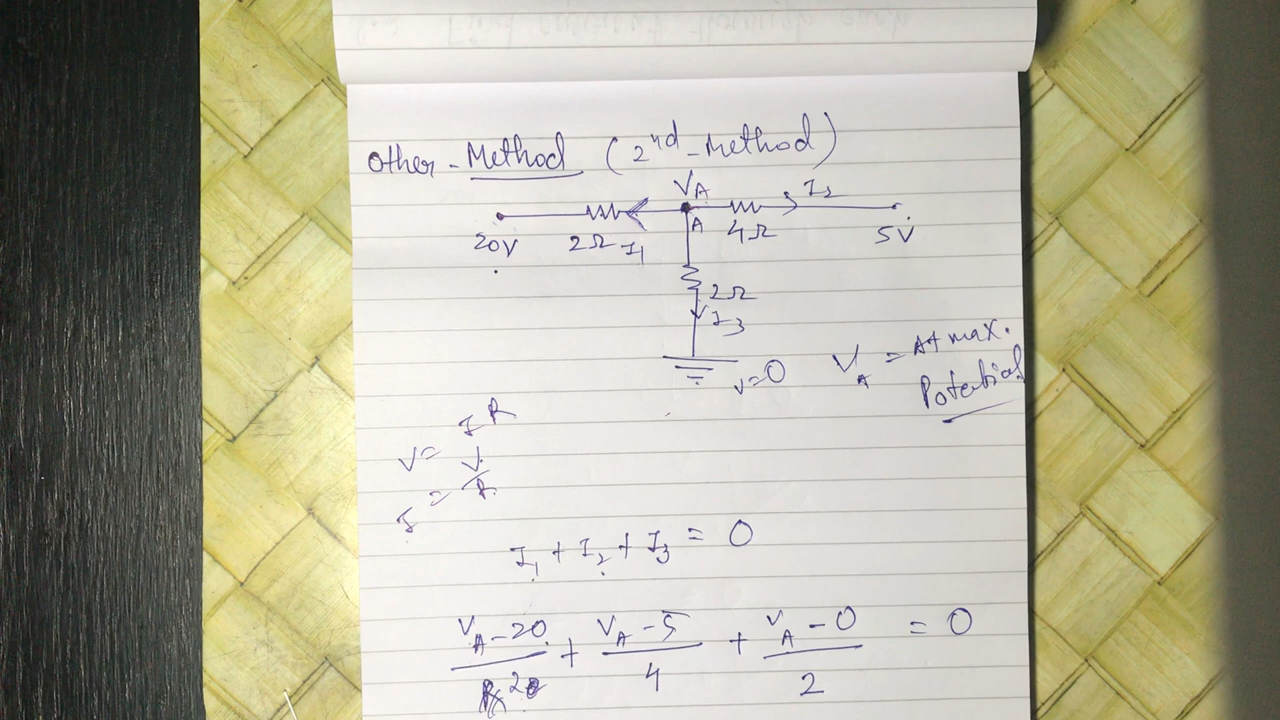 Other - Method (2nd - Method)
VA I2
A
20V 2Ω I1 4Ω 5V
2Ω
I3
V=0
VA = At max.
Potential
V= IR
I = V/R
I1 + I2 + I3 = 0
VA - 20/2 + VA - 5/4 + VA - 0/2 = 0